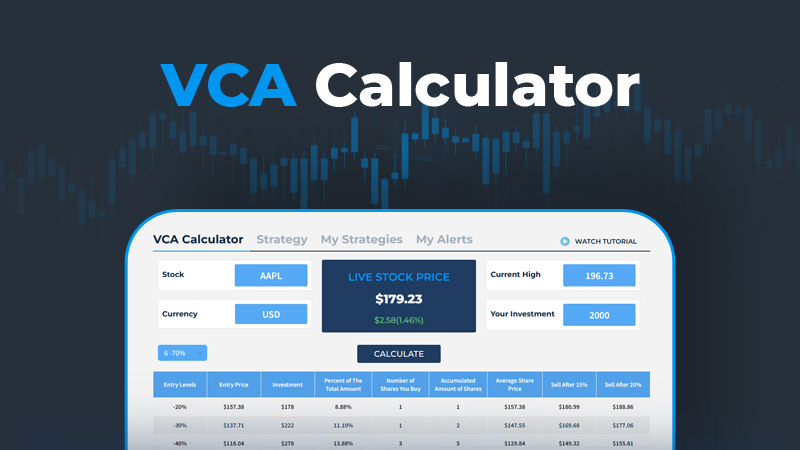 VCA Calculator
VCA Calculator Strategy My Strategies My Alerts WATCH TUTORIAL
Stock AAPL
Currency USD
LIVE STOCK PRICE
$179.23
$2.58(1.46%)
Current High 196.73
Your Investment 2000
6 -70%
CALCULATE
Entry Levels Entry Price Investment Percent of The Total Amount Number of Shares You Buy Accumulated Amount of Shares Average Share Price Sell After 15% Sell After 20%
-20% $157.38 $178 8.88% 1 1 $157.38 $180.99 $188.86
-30% $137.71 $222 11.10% 1 2 $147.55 $169.68 $177.06
-40% $118.04 $278 13.88% 3 5 $129.84 $149.32 $155.81